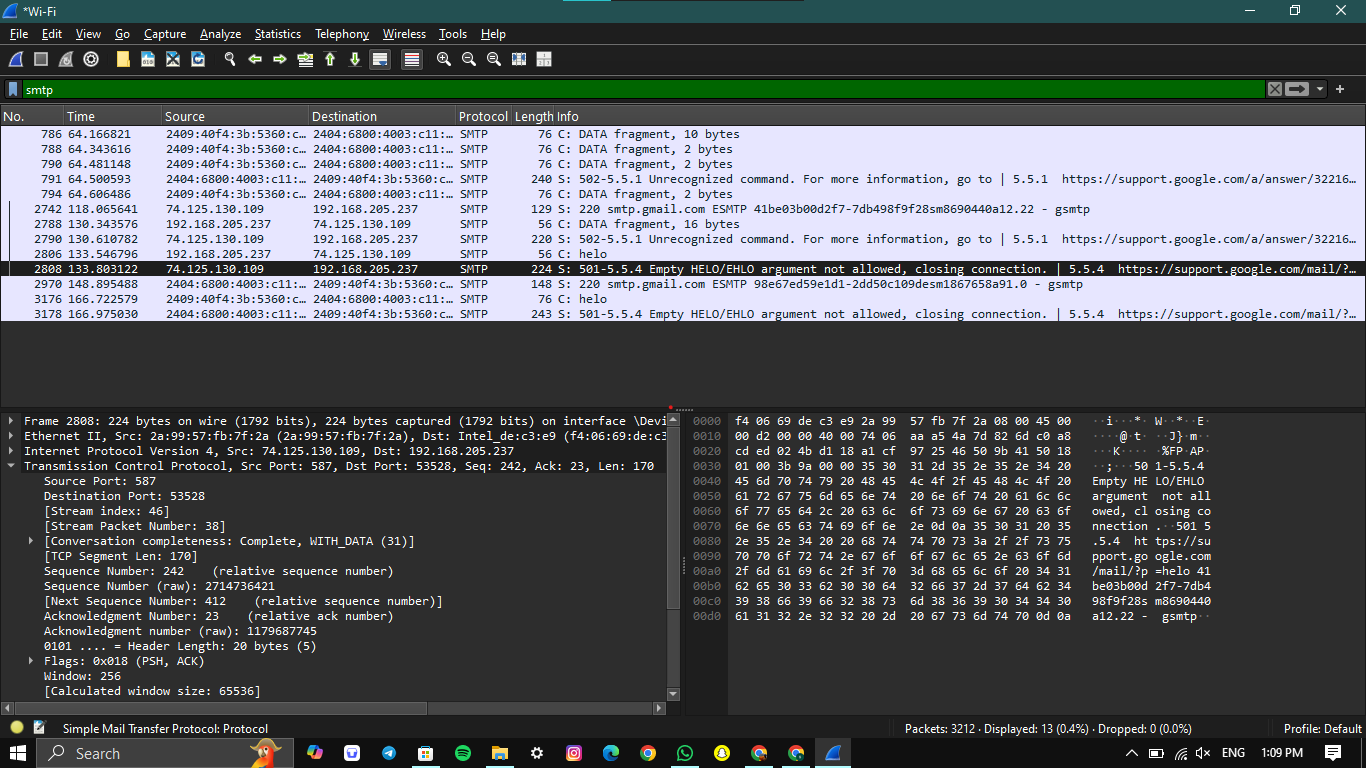 *Wi-Fi
File Edit View Go Capture Analyze Statistics Telephony Wireless Tools Help
smtp
No. Time Source Destination Protocol Length Info
786 64.166821 2409:40f4:3b:5360:c… 2404:6800:4003:c11:… SMTP 76 C: DATA fragment, 10 bytes
788 64.343616 2409:40f4:3b:5360:c… 2404:6800:4003:c11:… SMTP 76 C: DATA fragment, 2 bytes
790 64.481148 2409:40f4:3b:5360:c… 2404:6800:4003:c11:… SMTP 76 C: DATA fragment, 2 bytes
791 64.500593 2404:6800:4003:c11:… 2409:40f4:3b:5360:c… SMTP 240 S: 502-5.5.1 Unrecognized command. For more information, go to | 5.5.1 https://support.google.com/a/answer/32216…
794 64.606486 2409:40f4:3b:5360:c… 2404:6800:4003:c11:… SMTP 76 C: DATA fragment, 2 bytes
2742 118.065641 74.125.130.109 192.168.205.237 SMTP 129 S: 220 smtp.gmail.com ESMTP 41be03b00d2f7-7db498f9f28sm8690440a12.22 - gsmtp
2788 130.343576 192.168.205.237 74.125.130.109 SMTP 56 C: DATA fragment, 16 bytes
2790 130.610782 74.125.130.109 192.168.205.237 SMTP 220 S: 502-5.5.1 Unrecognized command. For more information, go to | 5.5.1 https://support.google.com/a/answer/32216…
2806 133.546796 192.168.205.237 74.125.130.109 SMTP 56 C: helo
2808 133.803122 74.125.130.109 192.168.205.237 SMTP 224 S: 501-5.5.4 Empty HELO/EHLO argument not allowed, closing connection. | 5.5.4 https://support.google.com/mail/?…
2970 148.895488 2404:6800:4003:c11:… 2409:40f4:3b:5360:c… SMTP 148 S: 220 smtp.gmail.com ESMTP 98e67ed59e1d1-2dd50c109desm1867658a91.0 - gsmtp
3176 166.722579 2409:40f4:3b:5360:c… 2404:6800:4003:c11:… SMTP 76 C: helo
3178 166.975030 2404:6800:4003:c11:… 2409:40f4:3b:5360:c… SMTP 243 S: 501-5.5.4 Empty HELO/EHLO argument not allowed, closing connection. | 5.5.4 https://support.google.com/mail/?…
Frame 2808: 224 bytes on wire (1792 bits), 224 bytes captured (1792 bits) on interface \Devi
Ethernet II, Src: 2a:99:57:fb:7f:2a (2a:99:57:fb:7f:2a), Dst: Intel_de:c3:e9 (f4:06:69:de:c3
Internet Protocol Version 4, Src: 74.125.130.109, Dst: 192.168.205.237
Transmission Control Protocol, Src Port: 587, Dst Port: 53528, Seq: 242, Ack: 23, Len: 170
Source Port: 587
Destination Port: 53528
[Stream index: 46]
[Stream Packet Number: 38]
[Conversation completeness: Complete, WITH_DATA (31)]
[TCP Segment Len: 170]
Sequence Number: 242 (relative sequence number)
Sequence Number (raw): 2714736421
[Next Sequence Number: 412 (relative sequence number)]
Acknowledgment Number: 23 (relative ack number)
Acknowledgment number (raw): 1179687745
0101 .... = Header Length: 20 bytes (5)
Flags: 0x018 (PSH, ACK)
Window: 256
[Calculated window size: 65536]
0000 f4 06 69 de c3 e9 2a 99 57 fb 7f 2a 08 00 45 00 ··i···*· W··*··E·
0010 00 d2 00 00 40 00 74 06 aa a5 4a 7d 82 6d c0 a8 ····@·t· ··J}·m··
0020 cd ed 02 4b d1 18 a1 cf 97 25 46 50 9b 41 50 18 ···K···· ·%FP·AP·
0030 01 00 3b 9a 00 00 35 30 31 2d 35 2e 35 2e 34 20 ··;···50 1-5.5.4
0040 45 6d 70 74 79 20 48 45 4c 4f 2f 45 48 4c 4f 20 Empty HE LO/EHLO
0050 61 72 67 75 6d 65 6e 74 20 6e 6f 74 20 61 6c 6c argument not all
0060 6f 77 65 64 2c 20 63 6c 6f 73 69 6e 67 20 63 6f owed, cl osing co
0070 6e 6e 65 63 74 69 6f 6e 2e 0d 0a 35 30 31 20 35 nnection .··501 5
0080 2e 35 2e 34 20 20 68 74 74 70 73 3a 2f 2f 73 75 .5.4 ht tps://su
0090 70 70 6f 72 74 2e 67 6f 6f 67 6c 65 2e 63 6f 6d pport.go ogle.com
00a0 2f 6d 61 69 6c 2f 3f 70 3d 68 65 6c 6f 20 34 31 /mail/?p =helo 41
00b0 62 65 30 33 62 30 30 64 32 66 37 2d 37 64 62 34 be03b00d 2f7-7db4
00c0 39 38 66 39 66 32 38 73 6d 38 36 39 30 34 34 30 98f9f28s m8690440
00d0 61 31 32 2e 32 32 20 2d 20 67 73 6d 74 70 0d 0a a12.22 - gsmtp··
Simple Mail Transfer Protocol: Protocol
Packets: 3212 · Displayed: 13 (0.4%) · Dropped: 0 (0.0%)
Profile: Default
Search
ENG
1:09 PM